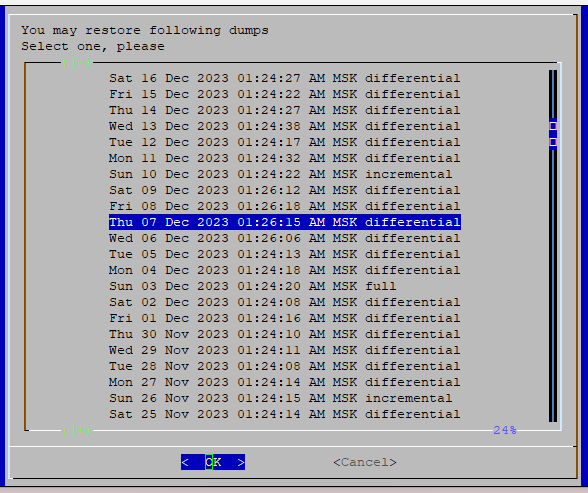 You may restore following dumps
Select one, please
Sat 16 Dec 2023 01:24:27 AM MSK differential
Fri 15 Dec 2023 01:24:22 AM MSK differential
Thu 14 Dec 2023 01:24:27 AM MSK differential
Wed 13 Dec 2023 01:24:38 AM MSK differential
Tue 12 Dec 2023 01:24:17 AM MSK differential
Mon 11 Dec 2023 01:24:32 AM MSK differential
Sun 10 Dec 2023 01:24:22 AM MSK incremental
Sat 09 Dec 2023 01:26:12 AM MSK differential
Fri 08 Dec 2023 01:26:18 AM MSK differential
Thu 07 Dec 2023 01:26:15 AM MSK differential
Wed 06 Dec 2023 01:26:06 AM MSK differential
Tue 05 Dec 2023 01:24:13 AM MSK differential
Mon 04 Dec 2023 01:24:18 AM MSK differential
Sun 03 Dec 2023 01:24:20 AM MSK full
Sat 02 Dec 2023 01:24:08 AM MSK differential
Fri 01 Dec 2023 01:24:16 AM MSK differential
Thu 30 Nov 2023 01:24:10 AM MSK differential
Wed 29 Nov 2023 01:24:11 AM MSK differential
Tue 28 Nov 2023 01:24:08 AM MSK differential
Mon 27 Nov 2023 01:24:14 AM MSK differential
Sun 26 Nov 2023 01:24:15 AM MSK incremental
Sat 25 Nov 2023 01:24:14 AM MSK differential
24%
< OK > <Cancel>